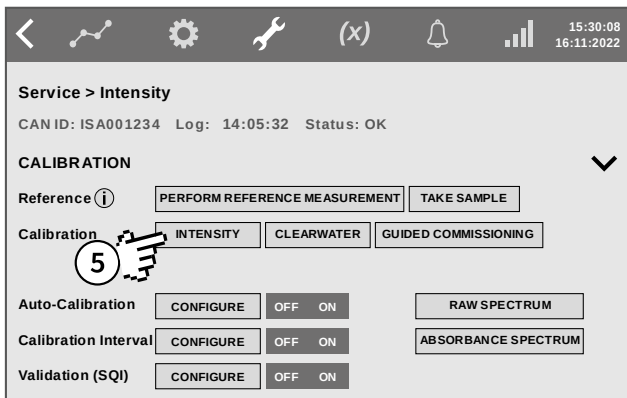 (x)
15:30:08
16:11:2022
Service > Intensity
CAN ID: ISA001234 Log: 14:05:32 Status: OK
CALIBRATION
Reference i PERFORM REFERENCE MEASUREMENT TAKE SAMPLE
Calibration INTENSITY CLEARWATER GUIDED COMMISSIONING
5
Auto-Calibration CONFIGURE OFF ON RAW SPECTRUM
Calibration Interval CONFIGURE OFF ON ABSORBANCE SPECTRUM
Validation (SQI) CONFIGURE OFF ON